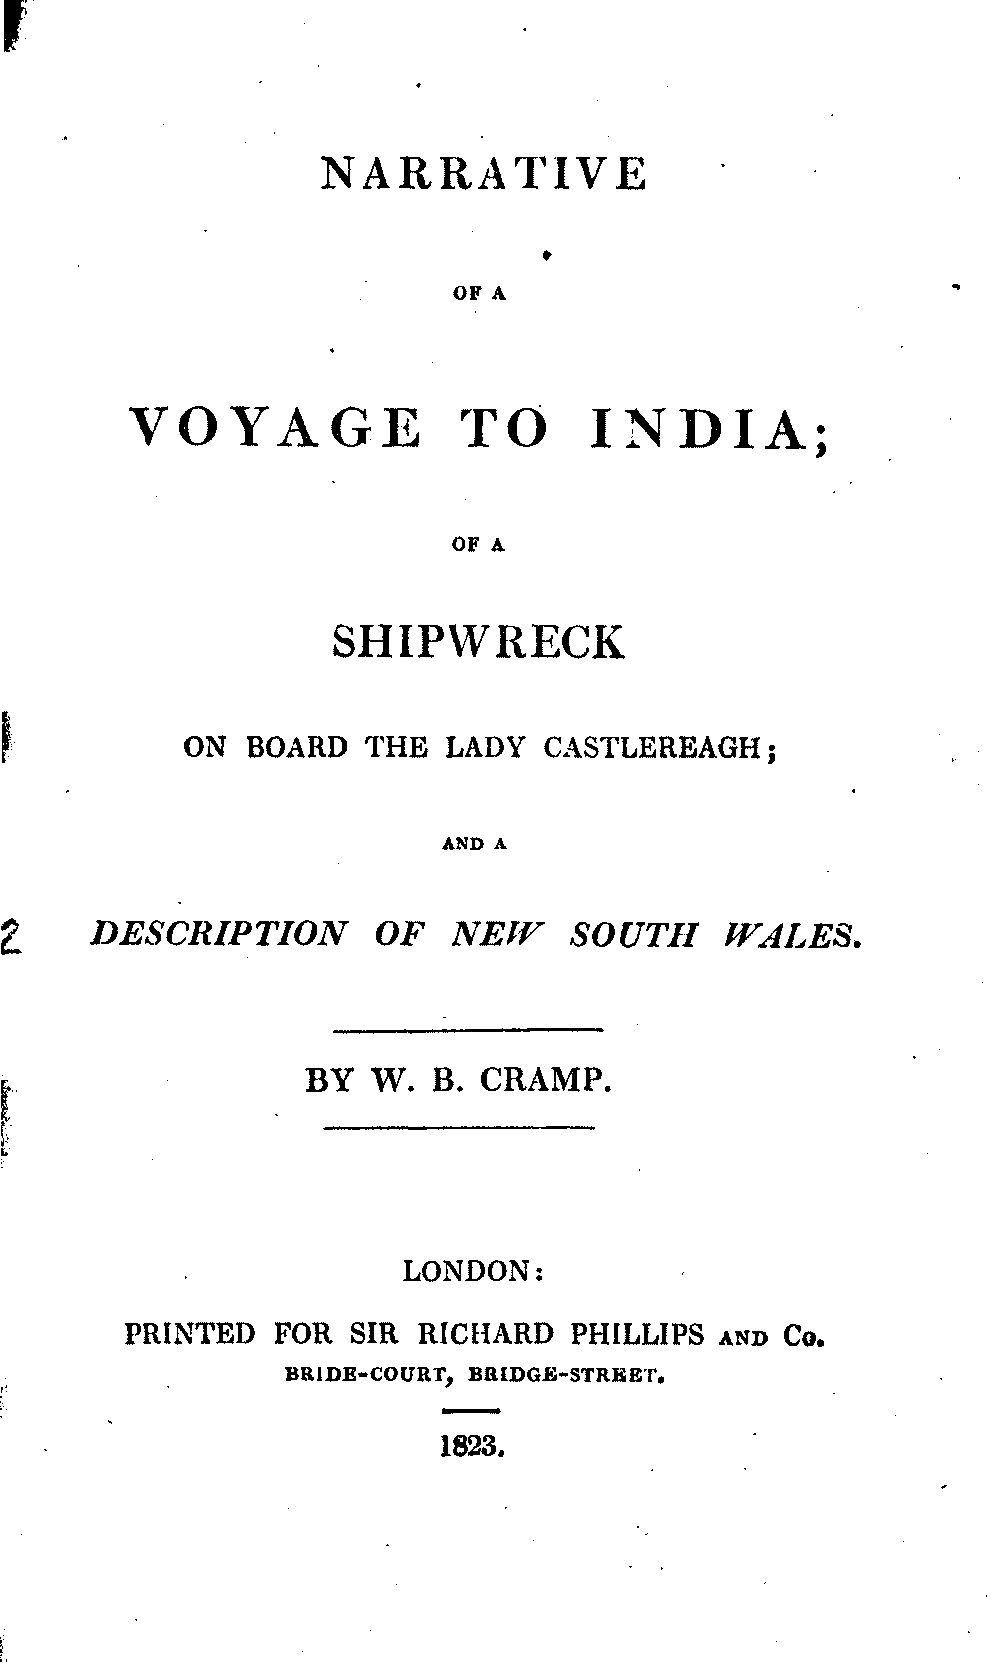 NARRATIVE
OF A
VOYAGE TO INDIA;
OF A
SHIPWRECK
ON BOARD THE LADY CASTLEREAGH;
AND A
2
DESCRIPTION OF NEW SOUTH WALES.
BY W. B. CRAMP.
LONDON:
PRINTED FOR SIR RICHARD PHILLIPS AND Co.
BRIDE-COURT, BRIDGE-STREET.
1823.